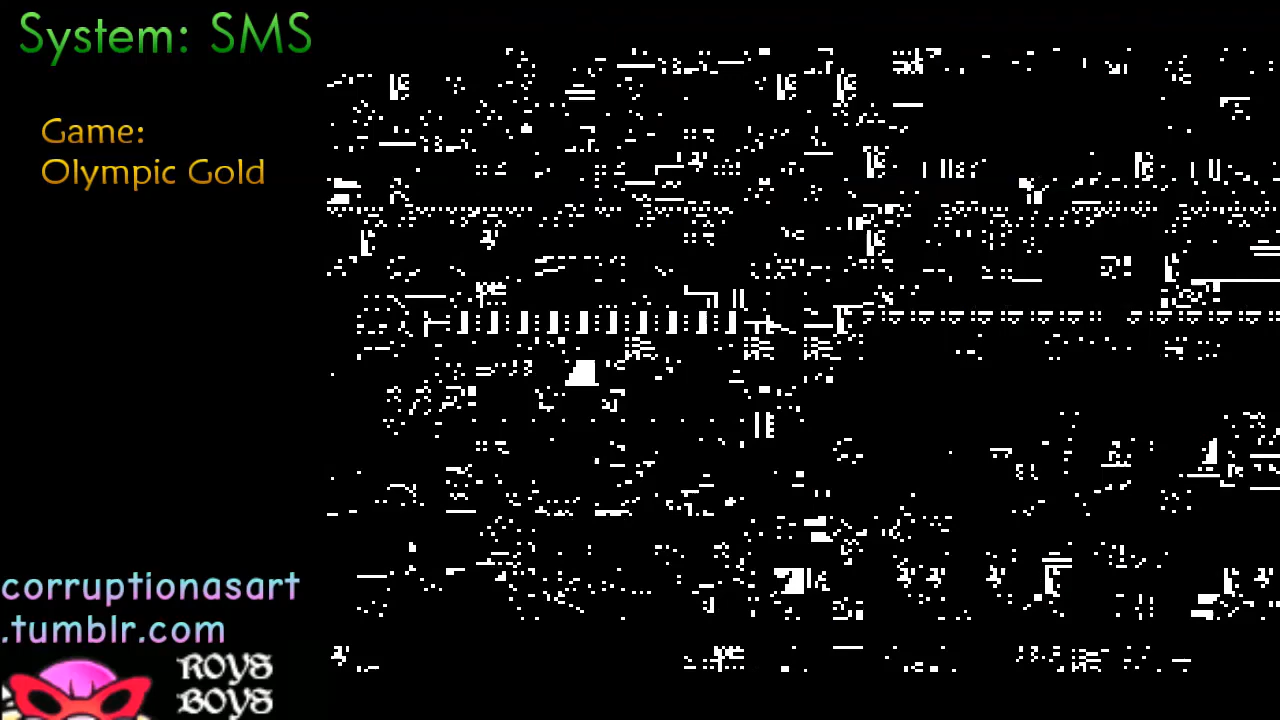 System: SMS
Game:
Olympic Gold
corruptionasart
.tumblr.com
ROYS
BOYS